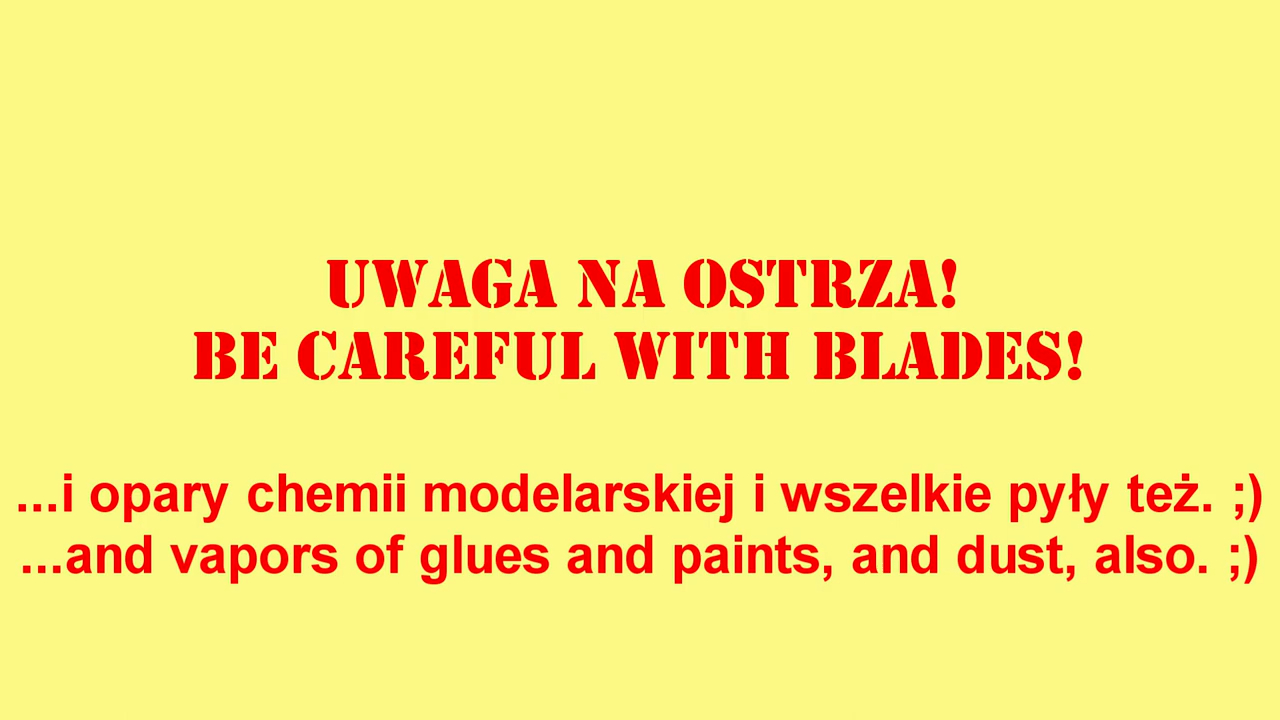 UWAGA NA OSTRZA!
BE CAREFUL WITH BLADES!
...i opary chemii modelarskiej i wszelkie pyły też. ;)
...and vapors of glues and paints, and dust, also. ;)